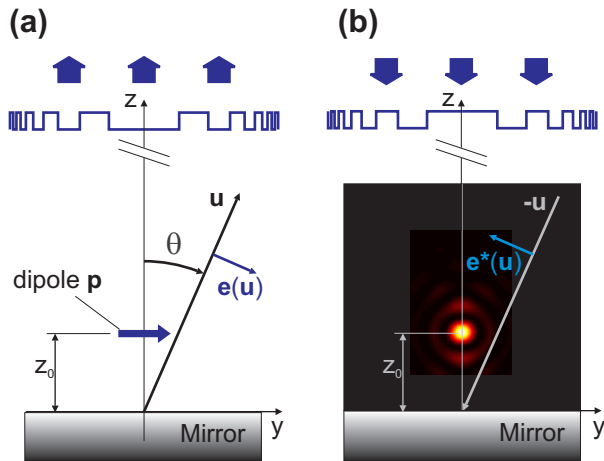 (a)
z
u
θ
e(u)
dipole p
z₀
y
Mirror
(b)
z
-u
e*(u)
z₀
y
Mirror